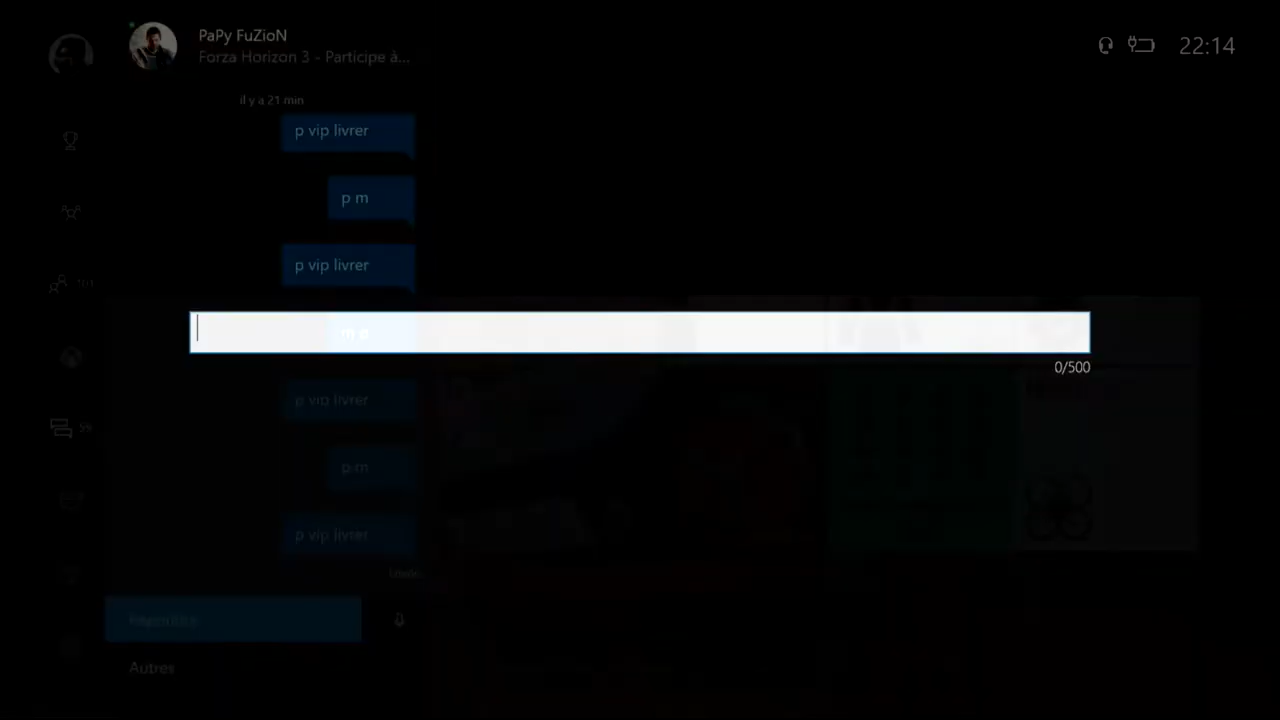 PaPy FuZioN
Forza Horizon 3 - Participe à...
22:14
il y a 21 min
p vip livrer
p m
p vip livrer
0/500
p vip livrer
p m
p vip livrer
Autres